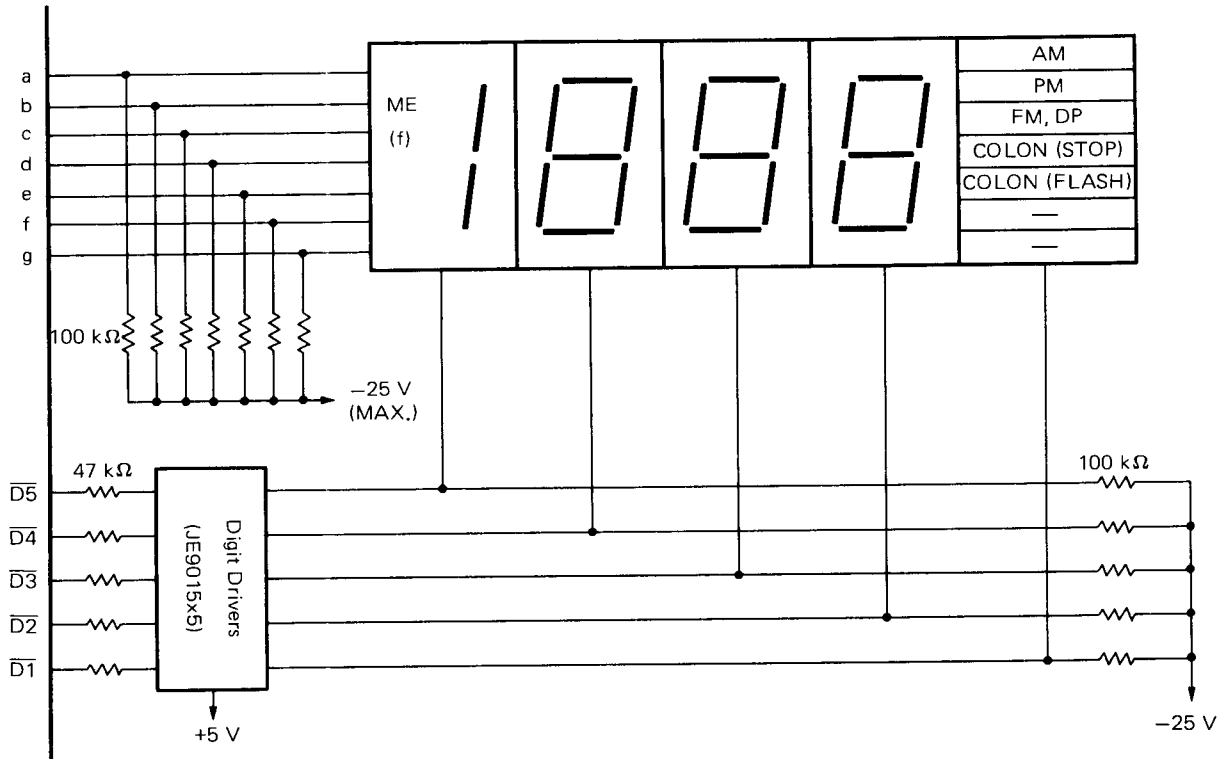 a
b
c
d
e
f
g
ME
(f)
AM
PM
FM, DP
COLON (STOP)
COLON (FLASH)
—
—
100 kΩ
−25 V
(MAX.)
47 kΩ
100 kΩ
D5
D4
D3
D2
D1
Digit Drivers
(JE9015x5)
+5 V
−25 V